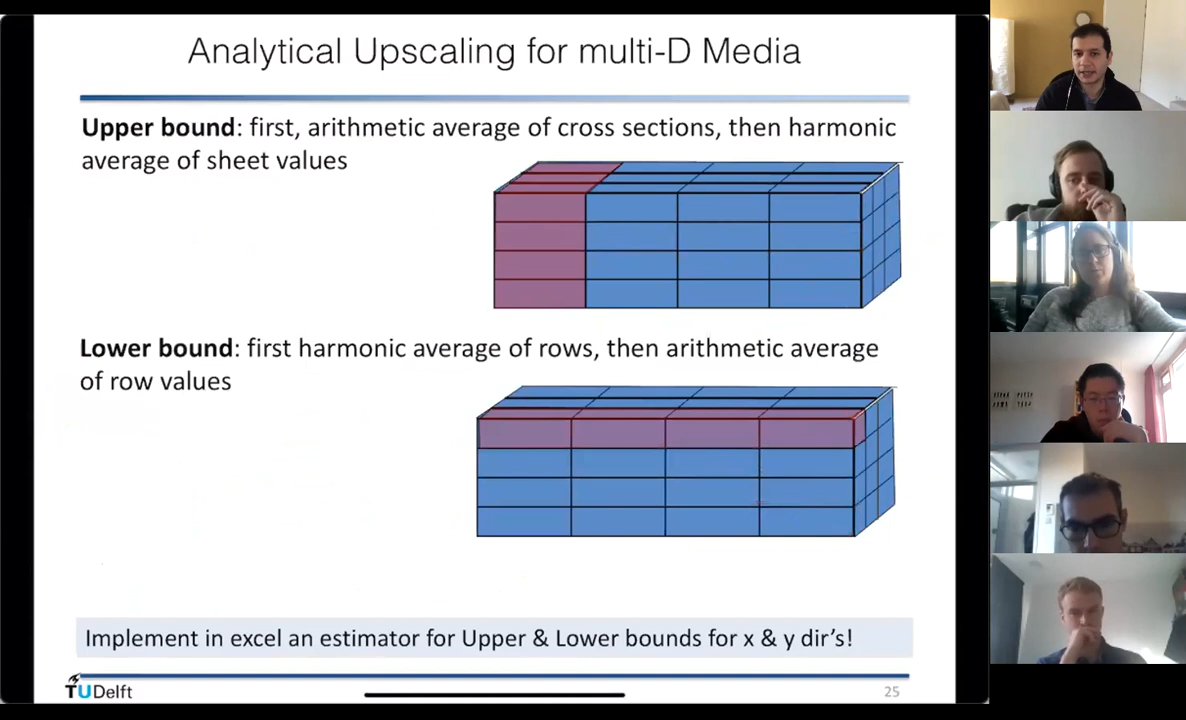 Analytical Upscaling for multi-D Media
Upper bound: first, arithmetic average of cross sections, then harmonic
average of sheet values
Lower bound: first harmonic average of rows, then arithmetic average
of row values
Implement in excel an estimator for Upper & Lower bounds for x & y dir's!
TUDelft
25